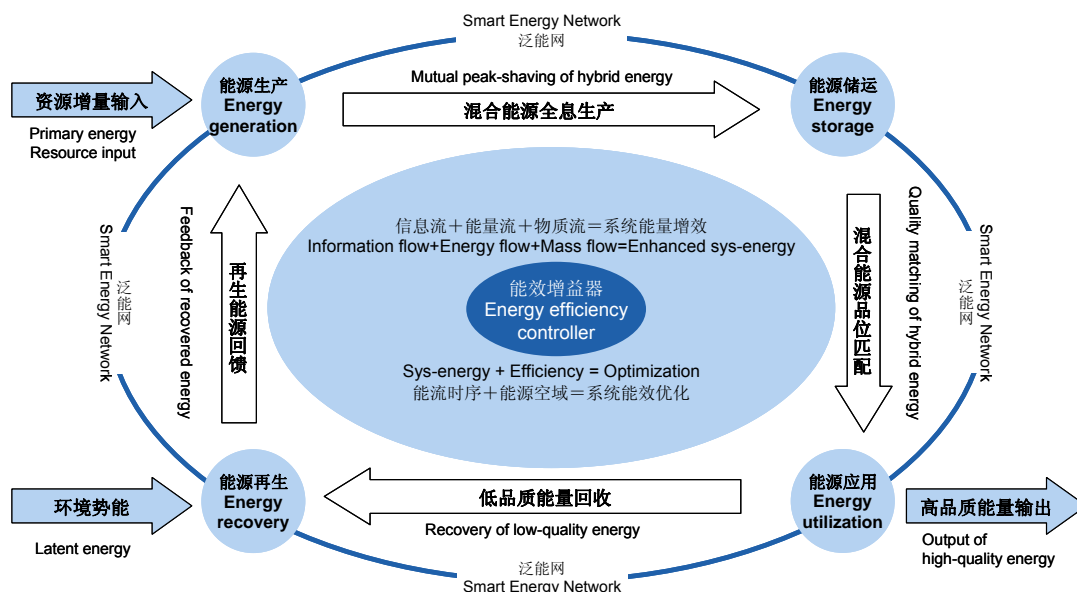 Smart Energy Network
泛能网
能源生产
Energy
generation
资源增量输入
Primary energy
Resource input
Mutual peak-shaving of hybrid energy
混合能源全息生产
能源储运
Energy
storage
Smart Energy Network
泛能网
Feedback of recovered energy
再生能源回馈
信息流＋能量流＋物质流＝系统能量增效
Information flow+Energy flow+Mass flow=Enhanced sys-energy
能效增益器
Energy efficiency
controller
Sys-energy + Efficiency = Optimization
能流时序＋能源空域＝系统能效优化
混合能源品位匹配
Quality matching of hybrid energy
泛能网
Smart Energy Network
环境势能
Latent energy
能源再生
Energy
recovery
低品质能量回收
Recovery of low-quality energy
能源应用
Energy
utilization
高品质能量输出
Output of
high-quality energy
泛能网
Smart Energy Network